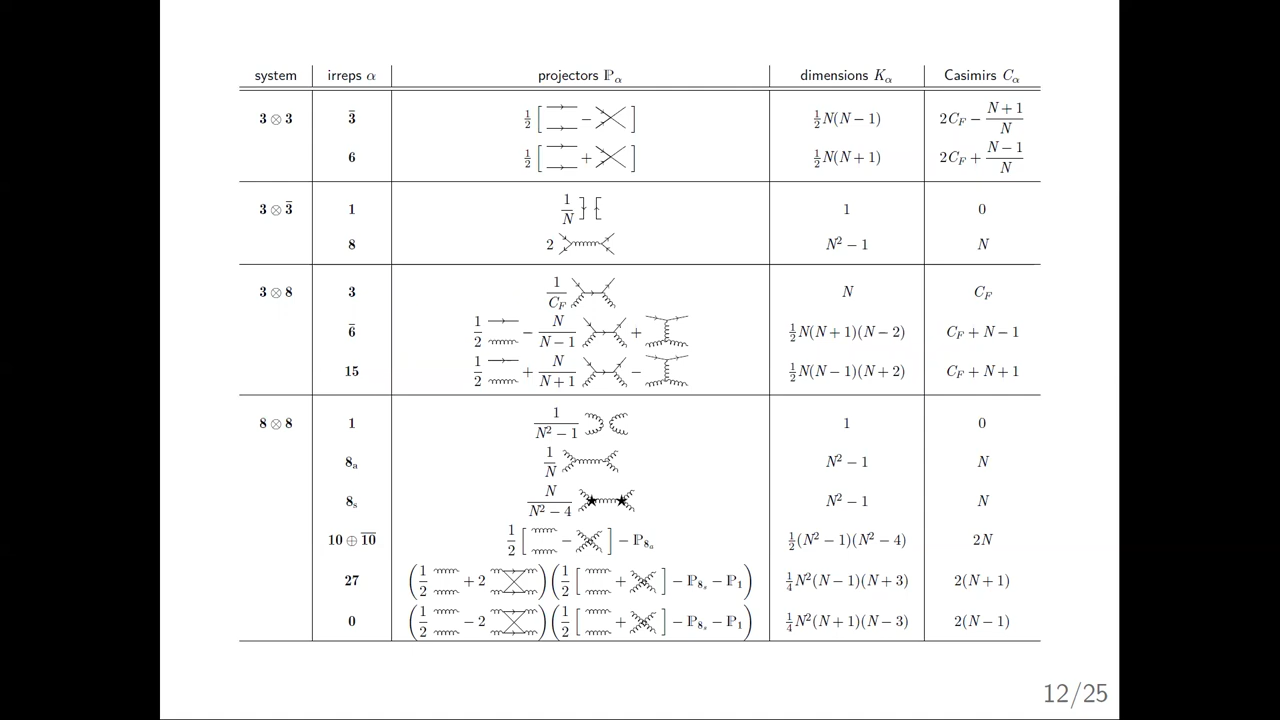 system irreps α projectors ℙ_α dimensions K_α Casimirs C_α
3 ⊗ 3 3̄ 1/2 [ − ] 1/2 N(N − 1) 2C_F − (N + 1)/N
6 1/2 [ + ] 1/2 N(N + 1) 2C_F + (N − 1)/N
3 ⊗ 3̄ 1 1/N 1 0
8 2 N² − 1 N
3 ⊗ 8 3 1/C_F N C_F
6̄ 1/2 − N/(N − 1) + 1/2 N(N + 1)(N − 2) C_F + N − 1
15 1/2 + N/(N + 1) − 1/2 N(N − 1)(N + 2) C_F + N + 1
8 ⊗ 8 1 1/(N² − 1) 1 0
8_a 1/N N² − 1 N
8_s N/(N² − 4) N² − 1 N
10 ⊕ 1̅0̅ 1/2 [ − ] − ℙ_8_a 1/2 (N² − 1)(N² − 4) 2N
27 (1/2 + 2 )(1/2 [ + ] − ℙ_8_s − ℙ_1) 1/4 N²(N − 1)(N + 3) 2(N + 1)
0 (1/2 − 2 )(1/2 [ + ] − ℙ_8_s − ℙ_1) 1/4 N²(N + 1)(N − 3) 2(N − 1)
12/25